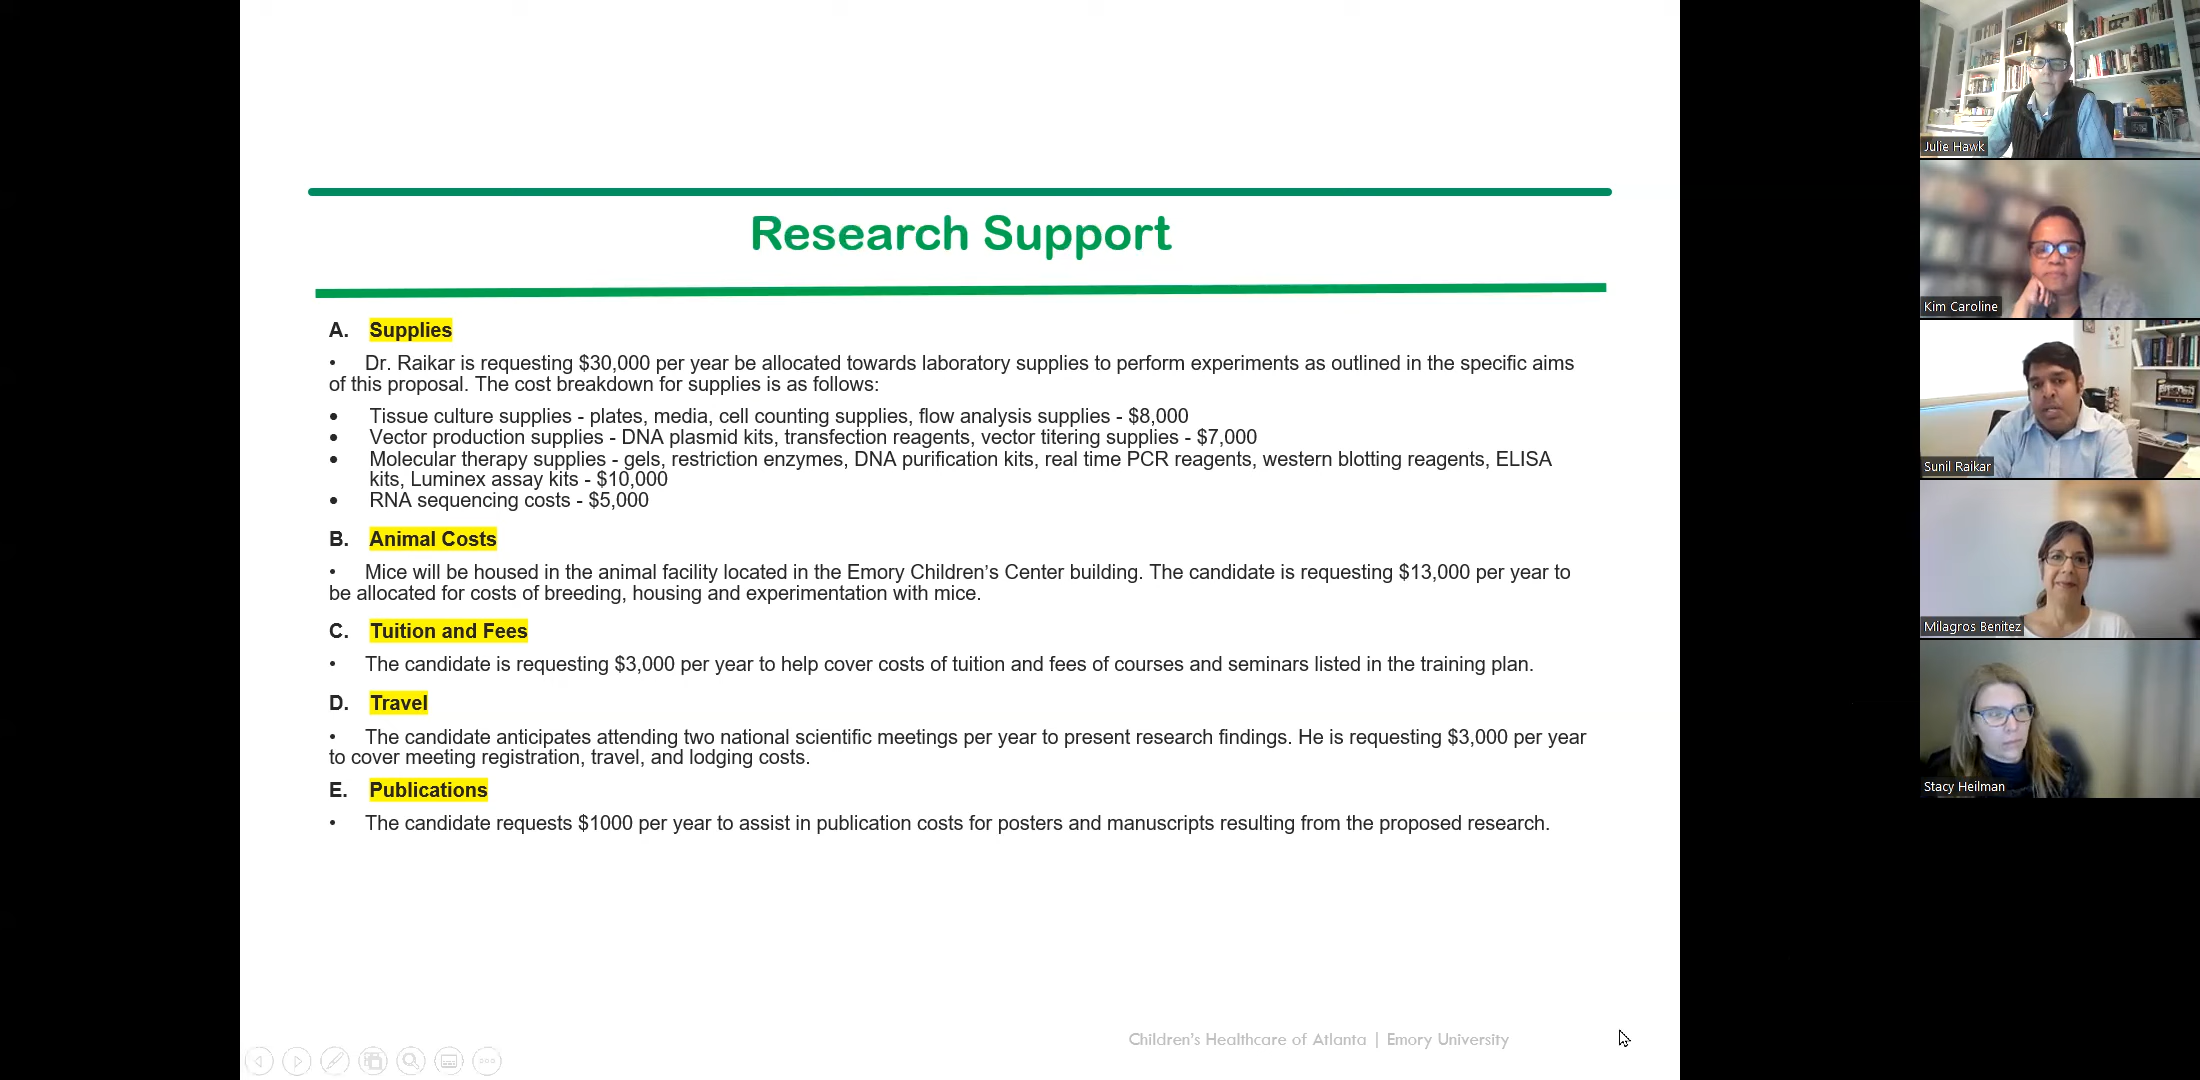 Research Support
A. Supplies
• Dr. Raikar is requesting $30,000 per year be allocated towards laboratory supplies to perform experiments as outlined in the specific aims
of this proposal. The cost breakdown for supplies is as follows:
• Tissue culture supplies - plates, media, cell counting supplies, flow analysis supplies - $8,000
• Vector production supplies - DNA plasmid kits, transfection reagents, vector titering supplies - $7,000
• Molecular therapy supplies - gels, restriction enzymes, DNA purification kits, real time PCR reagents, western blotting reagents, ELISA
kits, Luminex assay kits - $10,000
• RNA sequencing costs - $5,000
B. Animal Costs
• Mice will be housed in the animal facility located in the Emory Children’s Center building. The candidate is requesting $13,000 per year to
be allocated for costs of breeding, housing and experimentation with mice.
C. Tuition and Fees
• The candidate is requesting $3,000 per year to help cover costs of tuition and fees of courses and seminars listed in the training plan.
D. Travel
• The candidate anticipates attending two national scientific meetings per year to present research findings. He is requesting $3,000 per year
to cover meeting registration, travel, and lodging costs.
E. Publications
• The candidate requests $1000 per year to assist in publication costs for posters and manuscripts resulting from the proposed research.
Children’s Healthcare of Atlanta | Emory University
Julie Hawk
Kim Caroline
Sunil Raikar
Milagros Benitez
Stacy Heilman